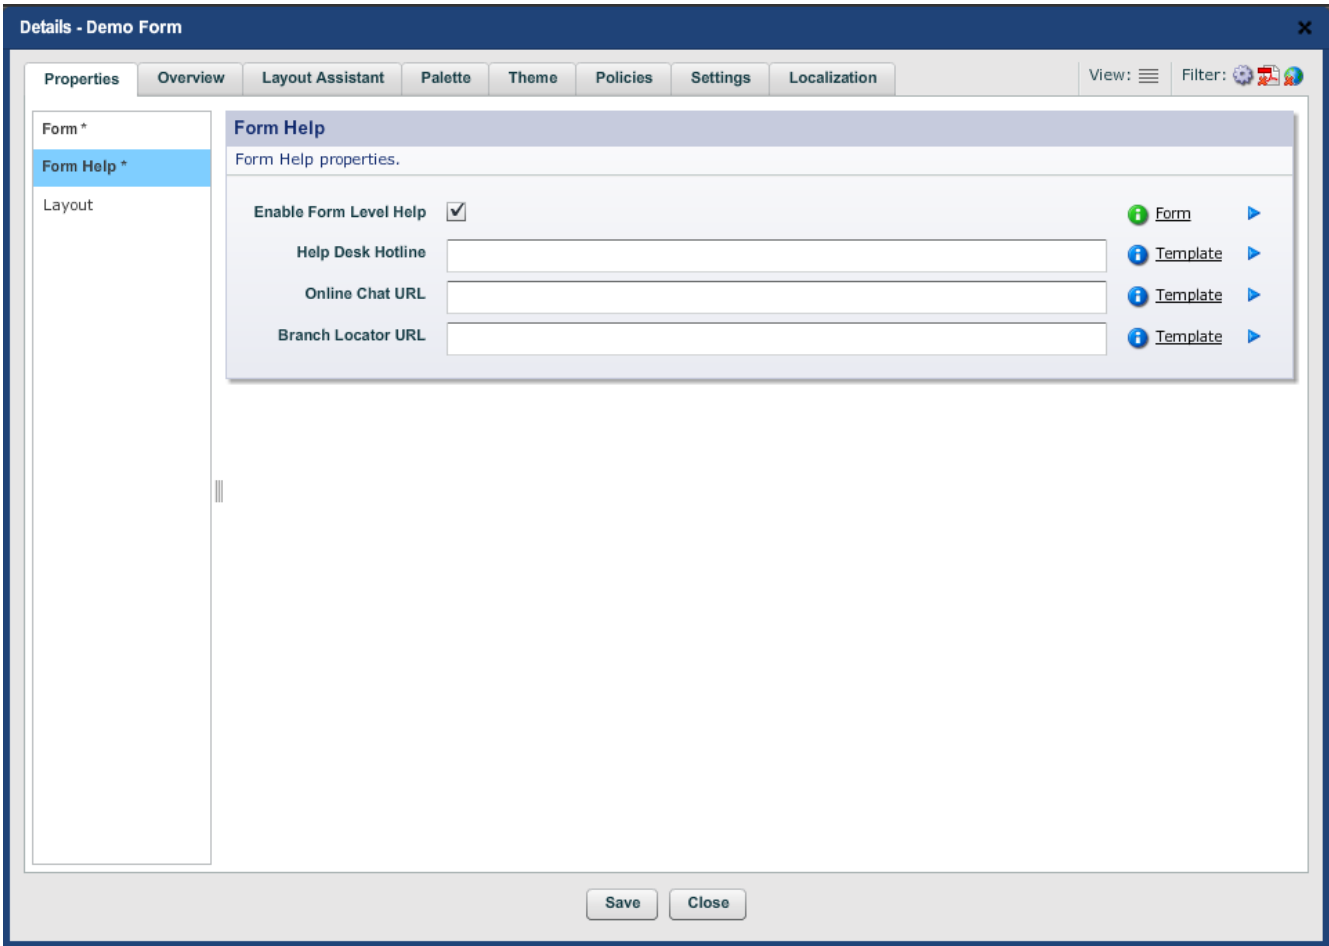 Details - Demo Form
Properties Overview Layout Assistant Palette Theme Policies Settings Localization View: Filter:
Form *
Form Help *
Layout
Form Help
Form Help properties.
Enable Form Level Help Form
Help Desk Hotline Template
Online Chat URL Template
Branch Locator URL Template
Save Close